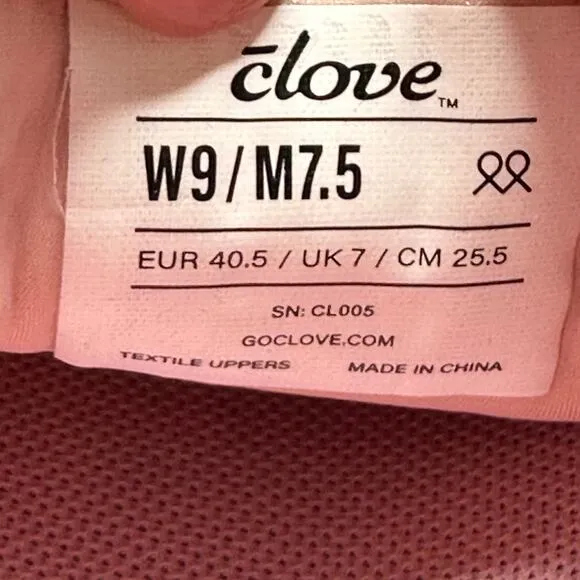 clove™
W9/M7.5
EUR 40.5 / UK 7 / CM 25.5
SN: CL005
GOCLOVE.COM
TEXTILE UPPERS MADE IN CHINA